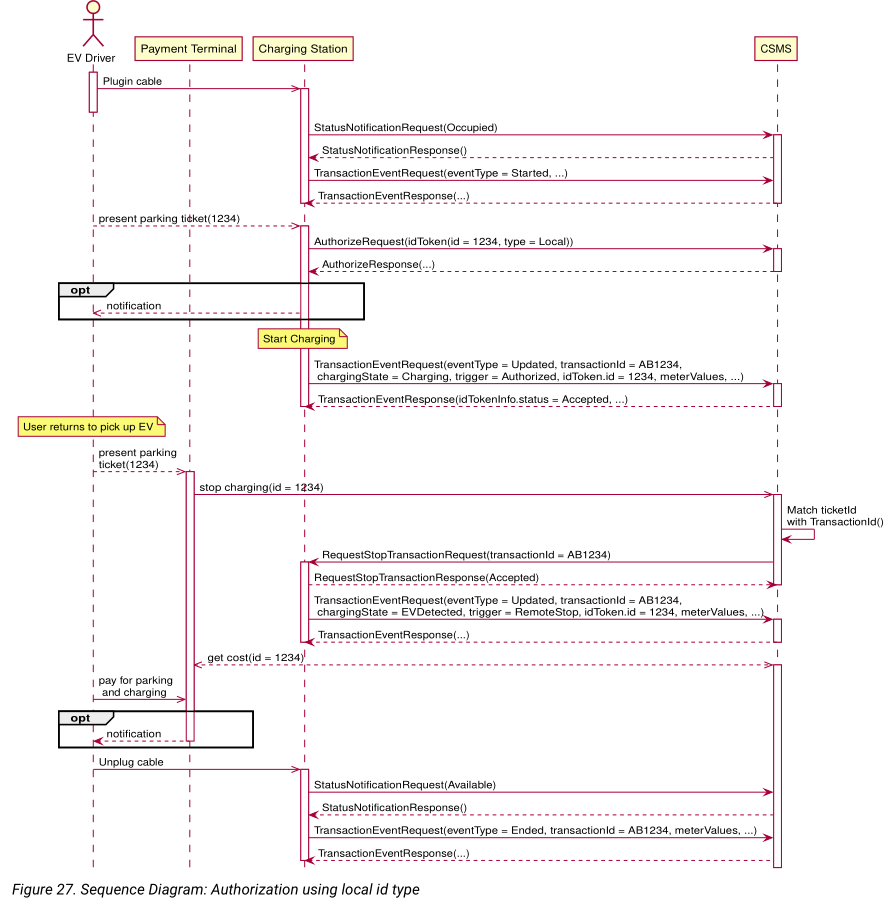 EV Driver
Payment Terminal
Charging Station
CSMS
Plugin cable
StatusNotificationRequest(Occupied)
StatusNotificationResponse()
TransactionEventRequest(eventType = Started, ...)
TransactionEventResponse(...)
present parking ticket(1234)
AuthorizeRequest(idToken(id = 1234, type = Local))
AuthorizeResponse(...)
opt
notification
Start Charging
TransactionEventRequest(eventType = Updated, transactionId = AB1234,
chargingState = Charging, trigger = Authorized, idToken.id = 1234, meterValues, ...)
TransactionEventResponse(idTokenInfo.status = Accepted, ...)
User returns to pick up EV
present parking
ticket(1234)
stop charging(id = 1234)
Match ticketId
with TransactionId()
RequestStopTransactionRequest(transactionId = AB1234)
RequestStopTransactionResponse(Accepted)
TransactionEventRequest(eventType = Updated, transactionId = AB1234,
chargingState = EVDetected, trigger = RemoteStop, idToken.id = 1234, meterValues, ...)
TransactionEventResponse(...)
get cost(id = 1234)
pay for parking
and charging
opt
notification
Unplug cable
StatusNotificationRequest(Available)
StatusNotificationResponse()
TransactionEventRequest(eventType = Ended, transactionId = AB1234, meterValues, ...)
TransactionEventResponse(...)
Figure 27. Sequence Diagram: Authorization using local id type